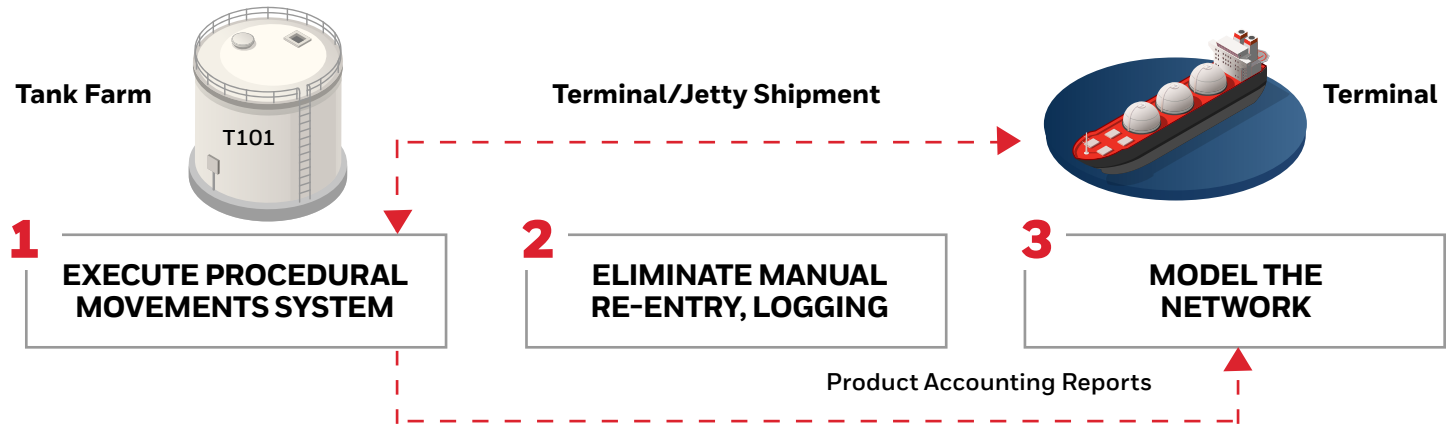 Tank Farm
T101
Terminal/Jetty Shipment
Terminal
1
EXECUTE PROCEDURAL
MOVEMENTS SYSTEM
2
ELIMINATE MANUAL
RE-ENTRY, LOGGING
3
MODEL THE
NETWORK
Product Accounting Reports